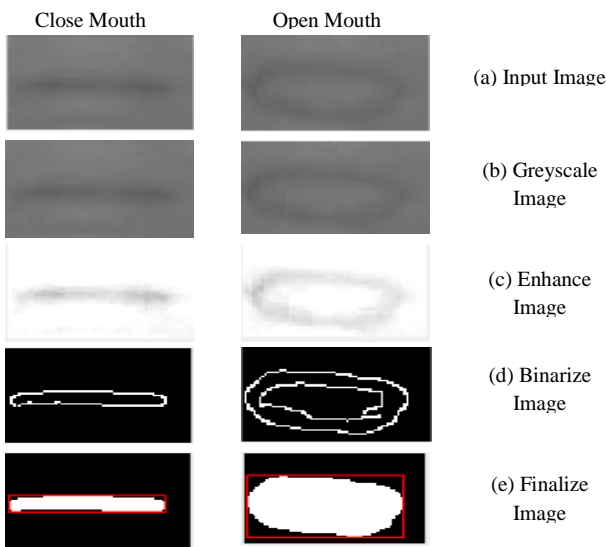 Close Mouth
Open Mouth
(a) Input Image
(b) Greyscale
Image
(c) Enhance
Image
(d) Binarize
Image
(e) Finalize
Image